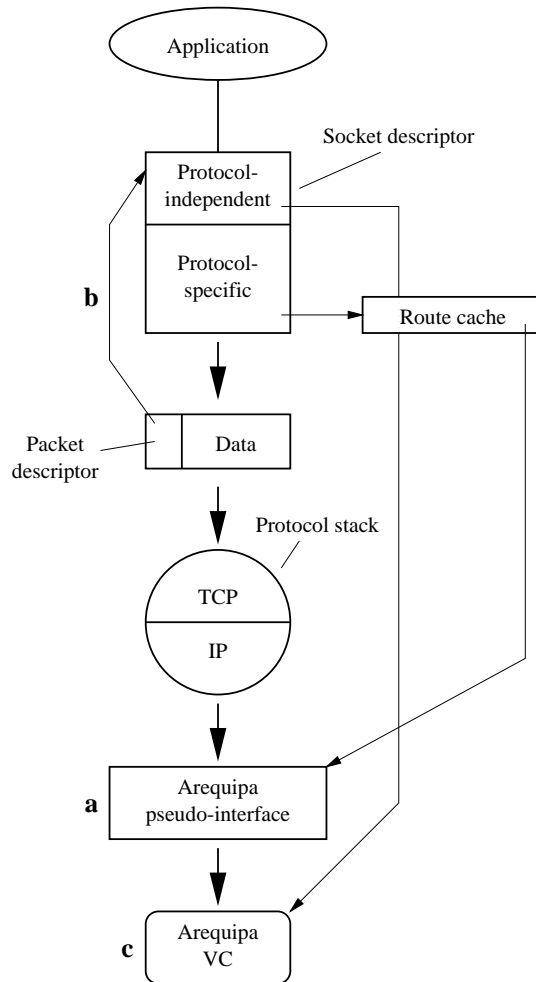 Application
Socket descriptor
Protocol-
independent
Protocol-
specific
b
Route cache
Packet
descriptor
Data
Protocol stack
TCP
IP
a
Arequipa
pseudo-interface
c
Arequipa
VC